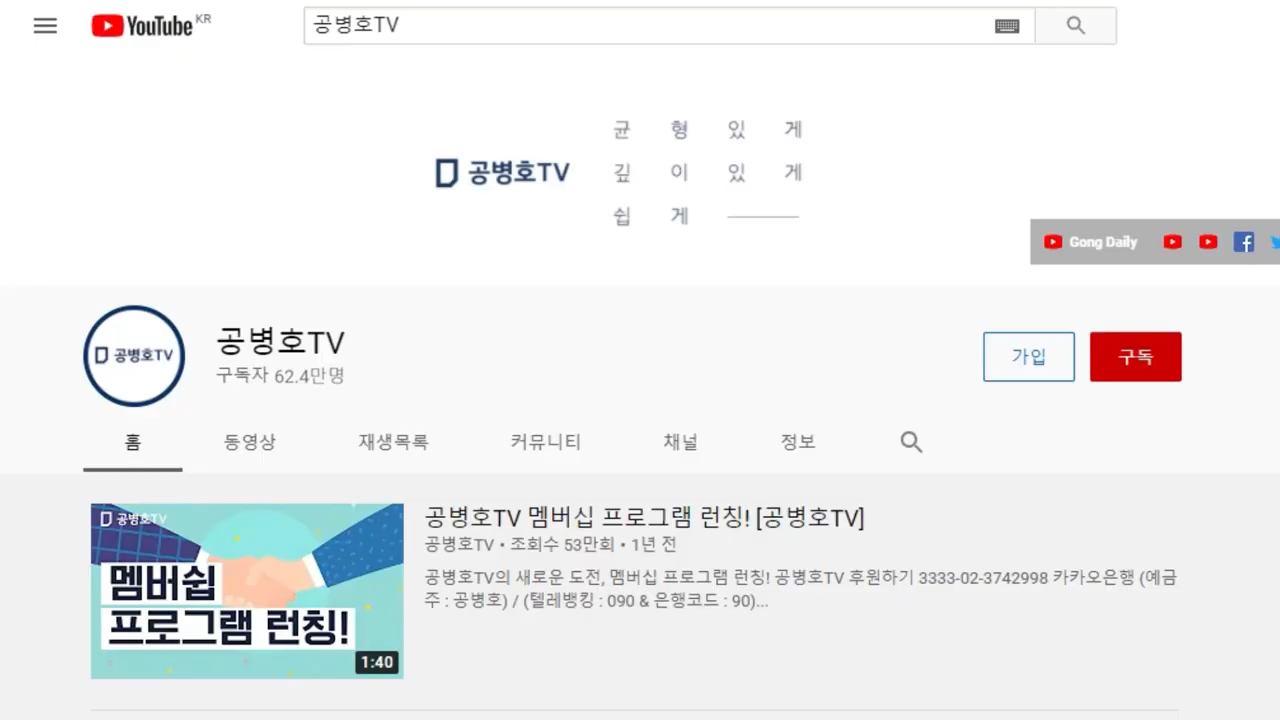 YouTube KR
공병호TV
공병호TV
균 형 있 게
깊 이 있 게
쉽 게
Gong Daily
공병호TV
공병호TV
구독자 62.4만명
가입
구독
홈 동영상 재생목록 커뮤니티 채널 정보
공병호TV
멤버쉽
프로그램 런칭!
1:40
공병호TV 멤버십 프로그램 런칭! [공병호TV]
공병호TV • 조회수 53만회 • 1년 전
공병호TV의 새로운 도전, 멤버십 프로그램 런칭! 공병호TV 후원하기 3333-02-3742998 카카오은행 (예금
주 : 공병호) / (텔레뱅킹 : 090 & 은행코드 : 90)...